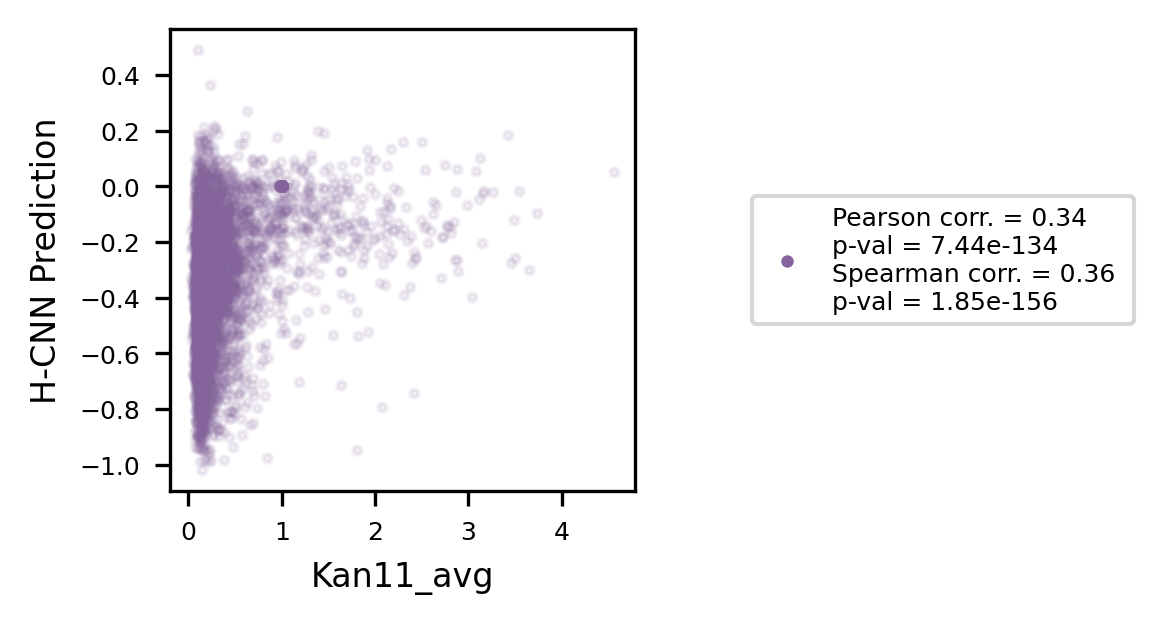 H-CNN Prediction
0.4
0.2
0.0
−0.2
−0.4
−0.6
−0.8
−1.0
0 1 2 3 4
Kan11_avg
Pearson corr. = 0.34
p-val = 7.44e-134
Spearman corr. = 0.36
p-val = 1.85e-156